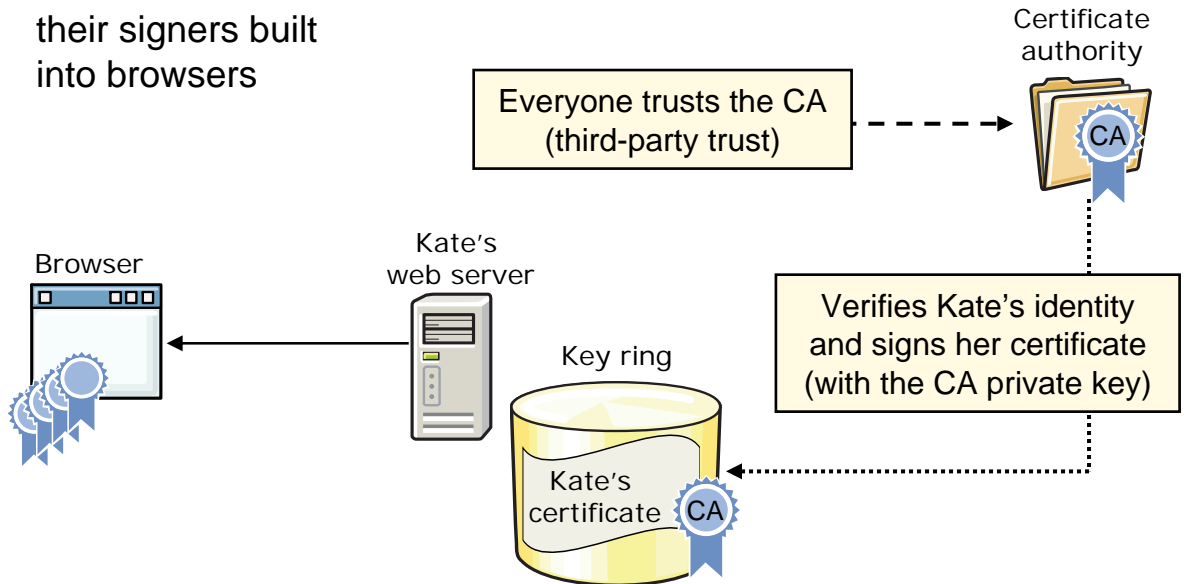 their signers built
into browsers
Certificate
authority
Everyone trusts the CA
(third-party trust)
CA
Browser
Kate's
web server
Verifies Kate’s identity
and signs her certificate
(with the CA private key)
Key ring
Kate's
certificate
CA